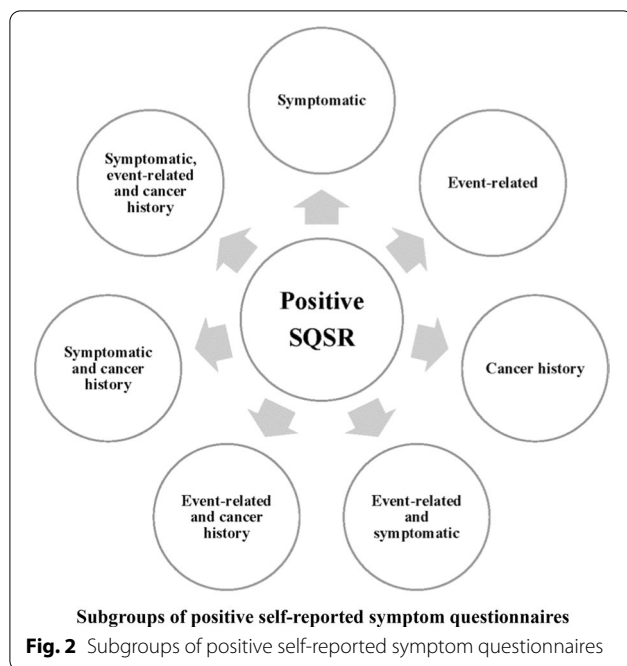 Symptomatic
Event-related
Cancer history
Event-related
and
symptomatic
Event-related
and cancer
history
Symptomatic
and cancer
history
Symptomatic,
event-related
and cancer
history
Positive
SQSR
Subgroups of positive self-reported symptom questionnaires
Fig. 2 Subgroups of positive self-reported symptom questionnaires